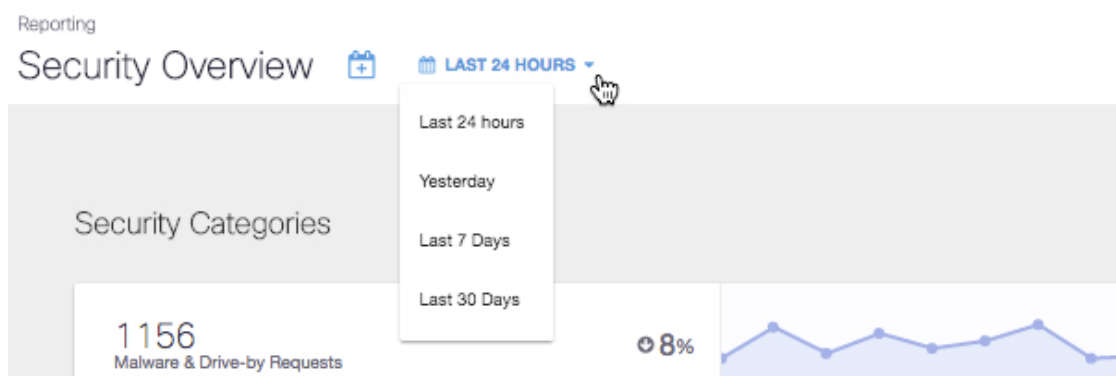 Reporting
Security Overview LAST 24 HOURS
Last 24 hours
Yesterday
Last 7 Days
Last 30 Days
Security Categories
1156
Malware & Drive-by Requests
8%